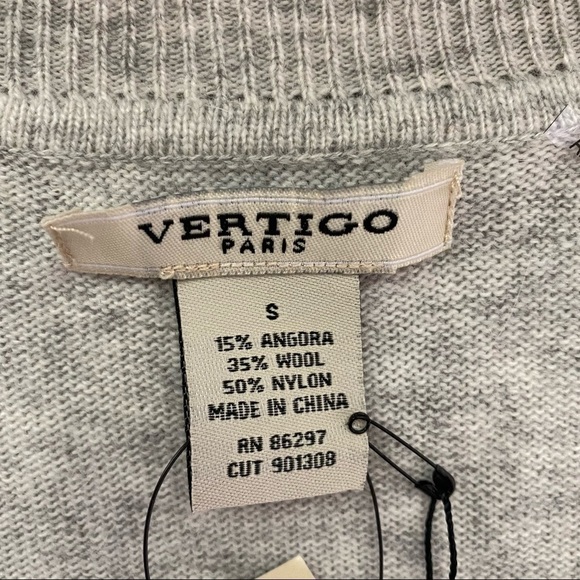 VERTIGO
PARIS
S
15% ANGORA
35% WOOL
50% NYLON
MADE IN CHINA
RN 86297
CUT 901308